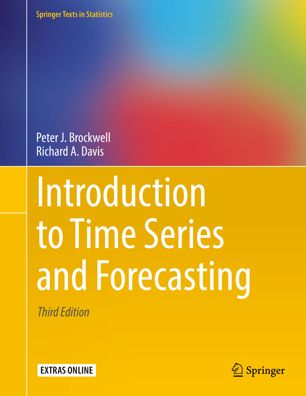 Springer Texts in Statistics
Peter J. Brockwell
Richard A. Davis
Introduction
to Time Series
and Forecasting
Third Edition
EXTRAS ONLINE
Springer